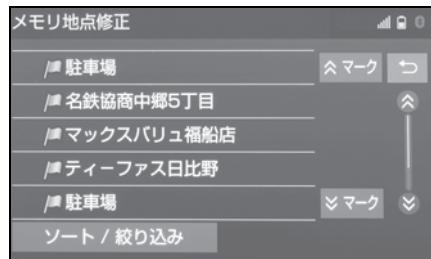 メモリ地点修正
0
駐車場
マーク
名鉄協商中郷5丁目
マックスバリュ福船店
ティーファス日比野
駐車場
マーク
ソート / 絞り込み